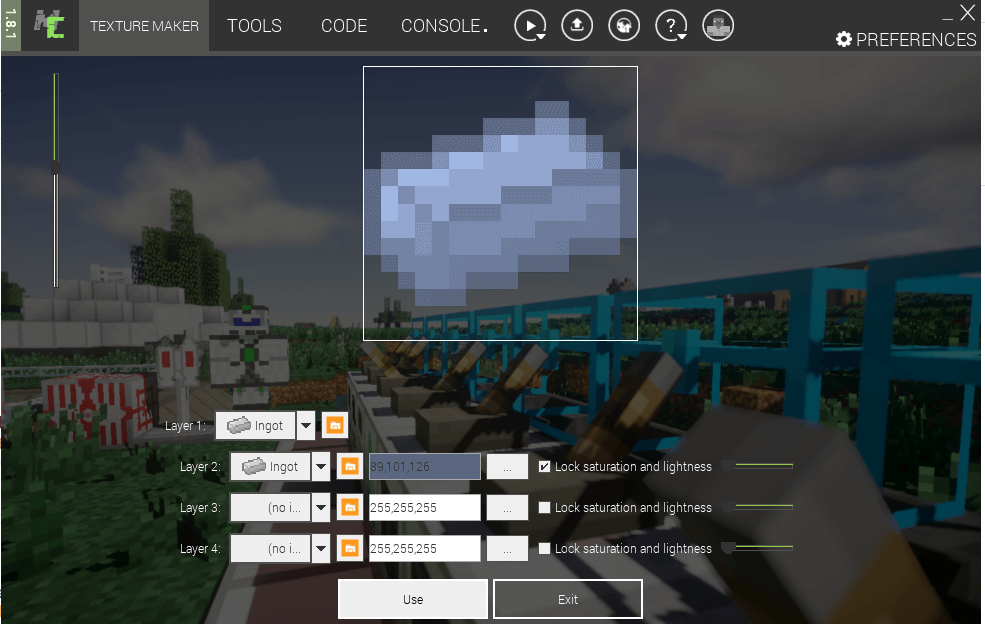 1.8.1
TEXTURE MAKER
TOOLS
CODE
CONSOLE.
?
PREFERENCES
Layer 1:
Ingot
Layer 2:
Ingot
89,101,126
...
Lock saturation and lightness
Layer 3:
(no i...
255,255,255
...
Lock saturation and lightness
Layer 4:
(no i...
255,255,255
...
Lock saturation and lightness
Use
Exit